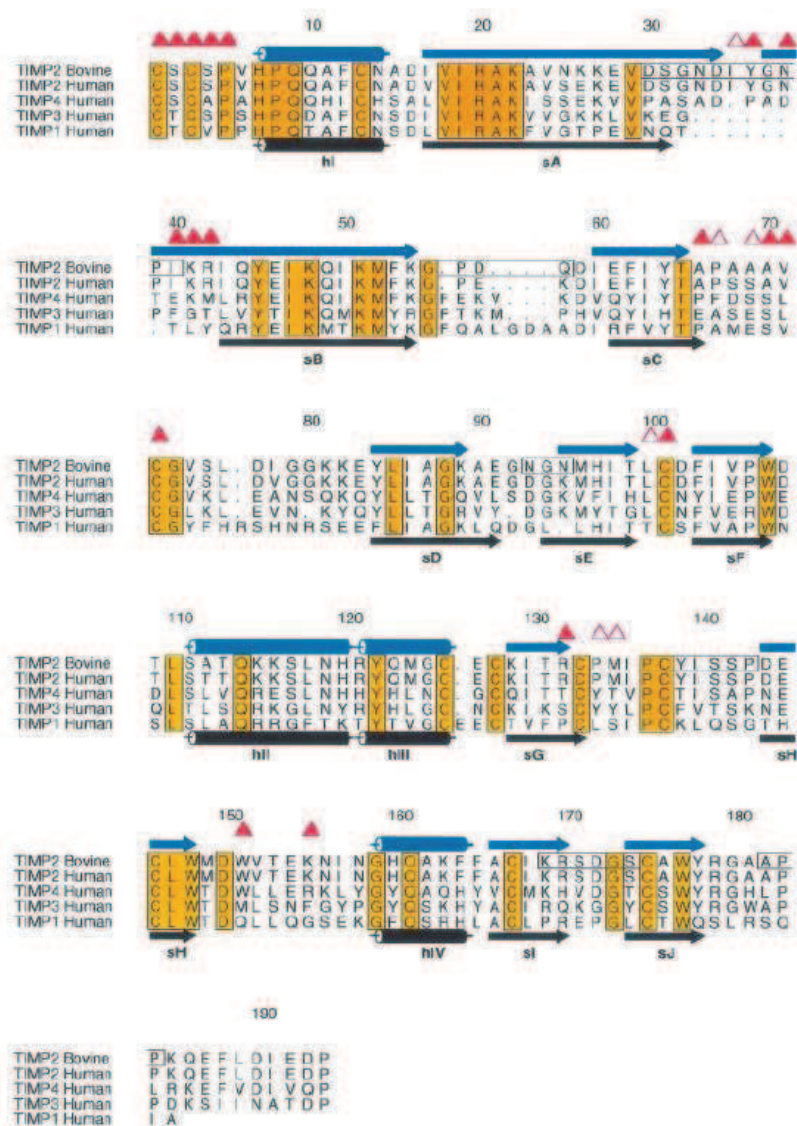 10 20 30
TIMP2 Bovine C S C S P V H P Q Q A F C N A D I V I R A K A V N K K E V D S G N D I Y G N
TIMP2 Human C S C S P V H P Q Q A F C N A D V V I R A K A V S E K E V D S G N D I Y G N
TIMP4 Human C S C A P A H P Q Q H I C H S A L V I R A K I S S E K V V P A S A D . P A D
TIMP3 Human C T C S P S H P Q D A F C N S D I V I R A K V V G K K L V K E G . . . . . .
TIMP1 Human C T C V P P H P Q T A F C N S D L V I R A K F V G T P E V N Q T . . . . . .
hI sA
40 50 60 70
TIMP2 Bovine P I K R I Q Y E I K Q I K M F K G . P D . . . . Q D I E F I Y T A P A A A V
TIMP2 Human P I K R I Q Y E I K Q I K M F K G . P E . . . . K D I E F I Y T A P S S A V
TIMP4 Human T E K M L R Y E I K Q I K M F K G F E K V . . . K D V Q Y I Y T P F D S S L
TIMP3 Human P F G T L V Y T I K Q M K M Y R G F T K M . . P H V Q Y I H T E A S E S L
TIMP1 Human . T L Y Q R Y E I K M T K M Y K G F Q A L G D A A D I R F V Y T P A M E S V
sB sC
80 90 100
TIMP2 Bovine C G V S L . D I G G K K E Y L I A G K A E G N G N M H I T L C D F I V P W D
TIMP2 Human C G V S L . D V G G K K E Y L I A G K A E G D G K M H I T L C D F I V P W D
TIMP4 Human C G V K L . E A N S Q K Q Y L L T G Q V L S D G K V F I H L C N Y I E P W E
TIMP3 Human C G L K L . E V N . K Y Q Y L L T G R V Y . D G K M Y T G L C N F V E R W D
TIMP1 Human C G Y F H R S H N R S E E F L I A G K L Q D G L . L H I T T C S F V A P W N
sD sE sF
110 120 130 140
TIMP2 Bovine T L S A T Q K K S L N H R Y Q M G C . E C K I T R C P M I P C Y I S S P D E
TIMP2 Human T L S T T Q K K S L N H R Y Q M G C . E C K I T R C P M I P C Y I S S P D E
TIMP4 Human D L S L V Q R E S L N H H Y H L N C . G C Q I T T C Y T V P C T I S A P N E
TIMP3 Human Q L T L S Q R K G L N Y R Y H L G C . N C K I K S C Y Y L P C F V T S K N E
TIMP1 Human S L S L A Q R R G F T K T Y T V G C E E C T V F P C L S I P C K L Q S G T H
hII hIII sG sH
150 160 170 180
TIMP2 Bovine C L W M D W V T E K N I N G H Q A K F F A C I K R S D G S C A W Y R G A A P
TIMP2 Human C L W M D W V T E K N I N G H Q A K F F A C I K R S D G S C A W Y R G A A P
TIMP4 Human C L W T D W L L E R K L Y G Y Q A Q H Y V C M K H V D G T C S W Y R G H L P
TIMP3 Human C L W T D M L S N F G Y P G Y Q S K H Y A C I R Q K G G Y C S W Y R G W A P
TIMP1 Human C L W T D Q L L Q G S E K G F Q S R H L A C L P R E P G L C T W Q S L R S Q
sH hIV sI sJ
190
TIMP2 Bovine P K Q E F L D I E D P
TIMP2 Human P K Q E F L D I E D P
TIMP4 Human L R K E F V D I V Q P
TIMP3 Human P D K S I I N A T D P
TIMP1 Human I A